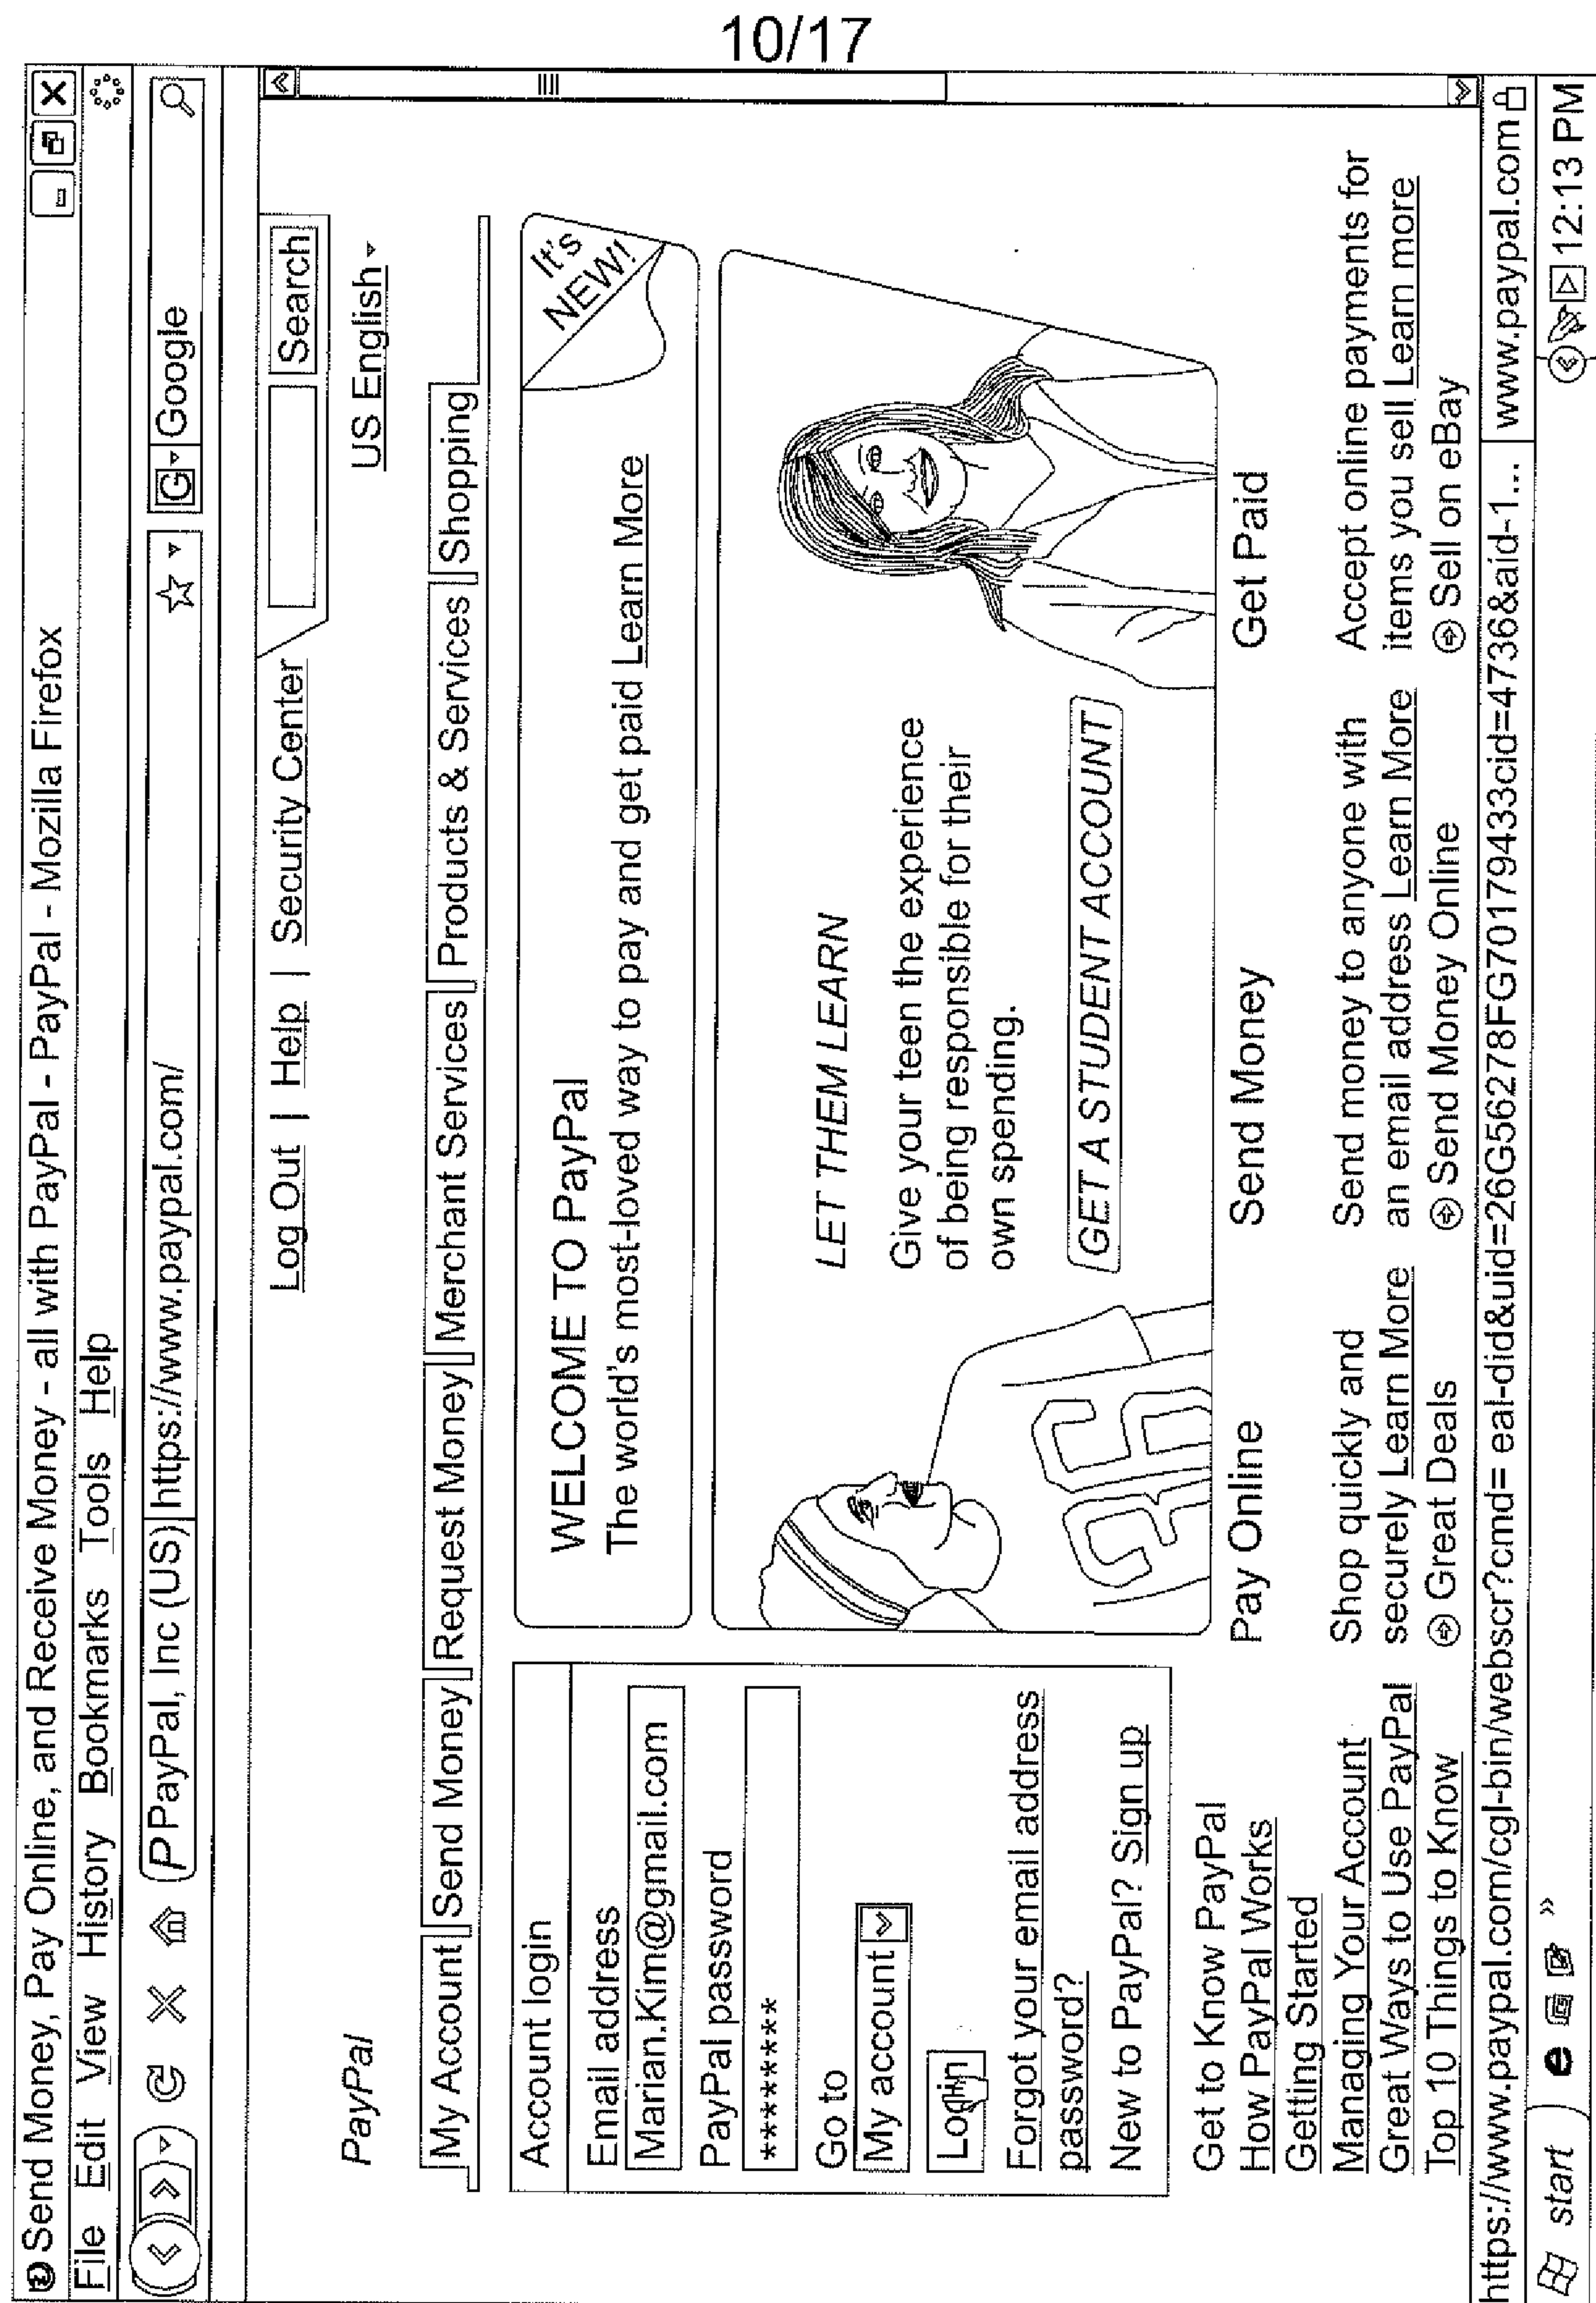 10/17
Send Money, Pay Online, and Receive Money - all with PayPal - PayPal - Mozilla Firefox
File Edit View History Bookmarks Tools Help
P PayPal, Inc (US) https://www.paypal.com/ G Google
Log Out | Help | Security Center Search
PayPal
US English
My Account Send Money Request Money Merchant Services Products & Services Shopping
Account login
Email address
Marian.Kim@gmail.com
PayPal password
********
Go to
My account
Login
Forgot your email address
password?
New to PayPal? Sign up
Get to Know PayPal
How PayPal Works
Getting Started
Managing Your Account
Great Ways to Use PayPal
Top 10 Things to Know
WELCOME TO PayPal
The world's most-loved way to pay and get paid Learn More
It's
NEW!
LET THEM LEARN
Give your teen the experience
of being responsible for their
own spending.
GET A STUDENT ACCOUNT
Pay Online
Shop quickly and
securely Learn More
Great Deals
Send Money
Send money to anyone with
an email address Learn More
Send Money Online
Get Paid
Accept online payments for
items you sell Learn more
Sell on eBay
https://www.paypal.com/cgl-bin/webscr?cmd= eal-did&uid=26G56278FG70179433cid=4736&aid-1... www.paypal.com
start e » 12:13 PM